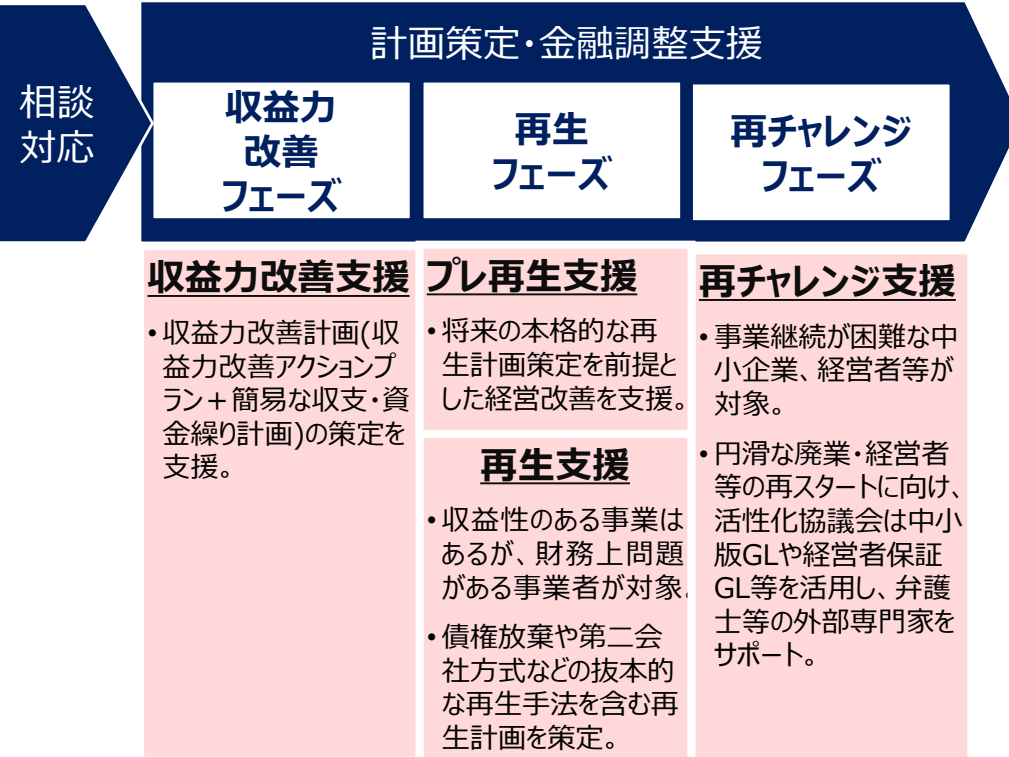 相談
対応
計画策定・金融調整支援
収益力
改善
フェーズ
再生
フェーズ
再チャレンジ
フェーズ
収益力改善支援
・収益力改善計画(収
益力改善アクションプ
ラン＋簡易な収支・資
金繰り計画)の策定を
支援。
プレ再生支援
・将来の本格的な再
生計画策定を前提と
した経営改善を支援。
再生支援
・収益性のある事業は
あるが、財務上問題
がある事業者が対象。
・債権放棄や第二会
社方式などの抜本的
な再生手法を含む再
生計画を策定。
再チャレンジ支援
・事業継続が困難な中
小企業、経営者等が
対象。
・円滑な廃業・経営者
等の再スタートに向け、
活性化協議会は中小
版GLや経営者保証
GL等を活用し、弁護
士等の外部専門家を
サポート。